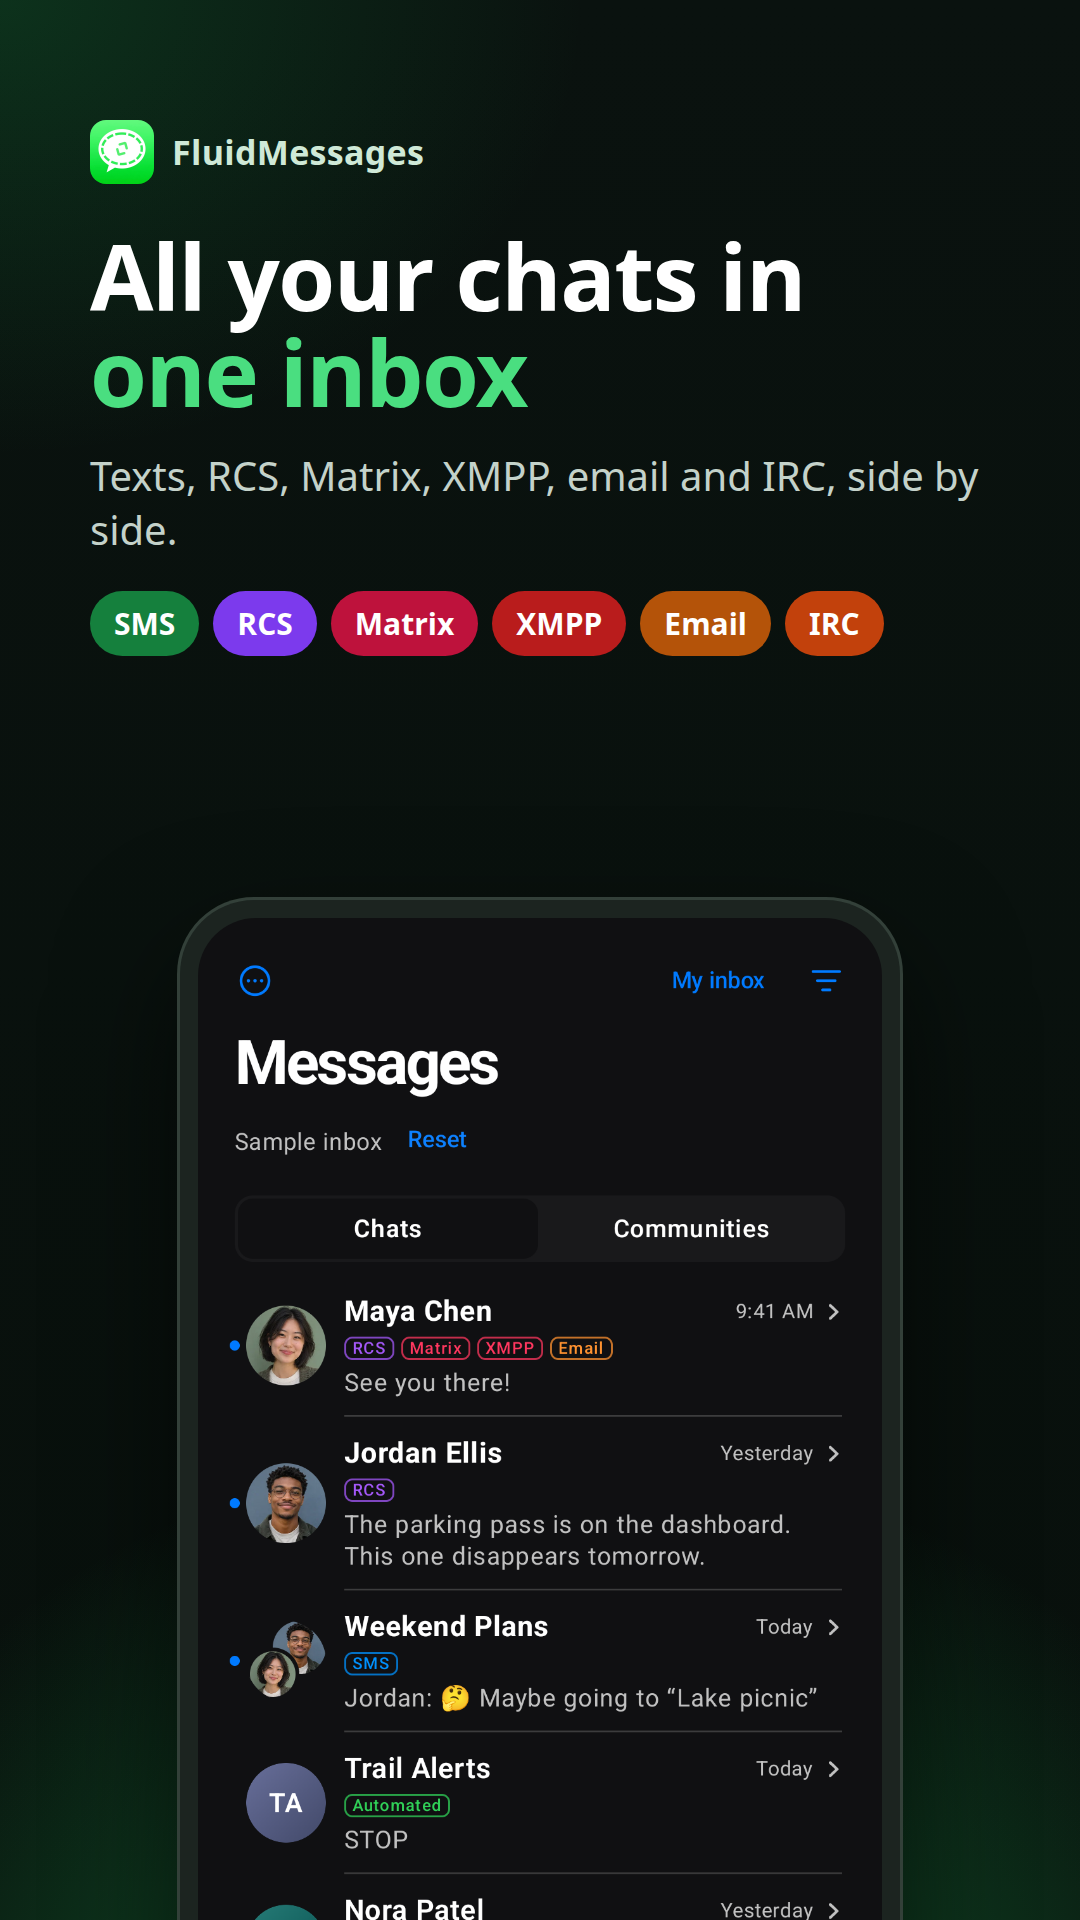 FluidMessages
All your chats in
one inbox
Texts, RCS, Matrix, XMPP, email and IRC, side by
side.
SMS RCS Matrix XMPP Email IRC
My inbox
Messages
Sample inbox Reset
Chats Communities
Maya Chen 9:41 AM
RCS Matrix XMPP Email
See you there!
Jordan Ellis Yesterday
RCS
The parking pass is on the dashboard.
This one disappears tomorrow.
Weekend Plans Today
SMS
Jordan: 🤔 Maybe going to “Lake picnic”
TA Trail Alerts Today
Automated
STOP
Nora Patel Yesterday